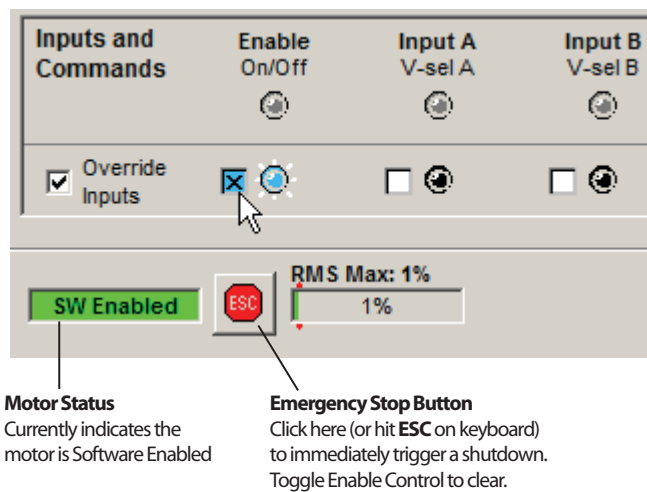 Inputs and Commands
Enable
On/Off
Input A
V-sel A
Input B
V-sel B
Override Inputs
RMS Max: 1%
SW Enabled
ESC
1%
Motor Status
Currently indicates the
motor is Software Enabled
Emergency Stop Button
Click here (or hit ESC on keyboard)
to immediately trigger a shutdown.
Toggle Enable Control to clear.